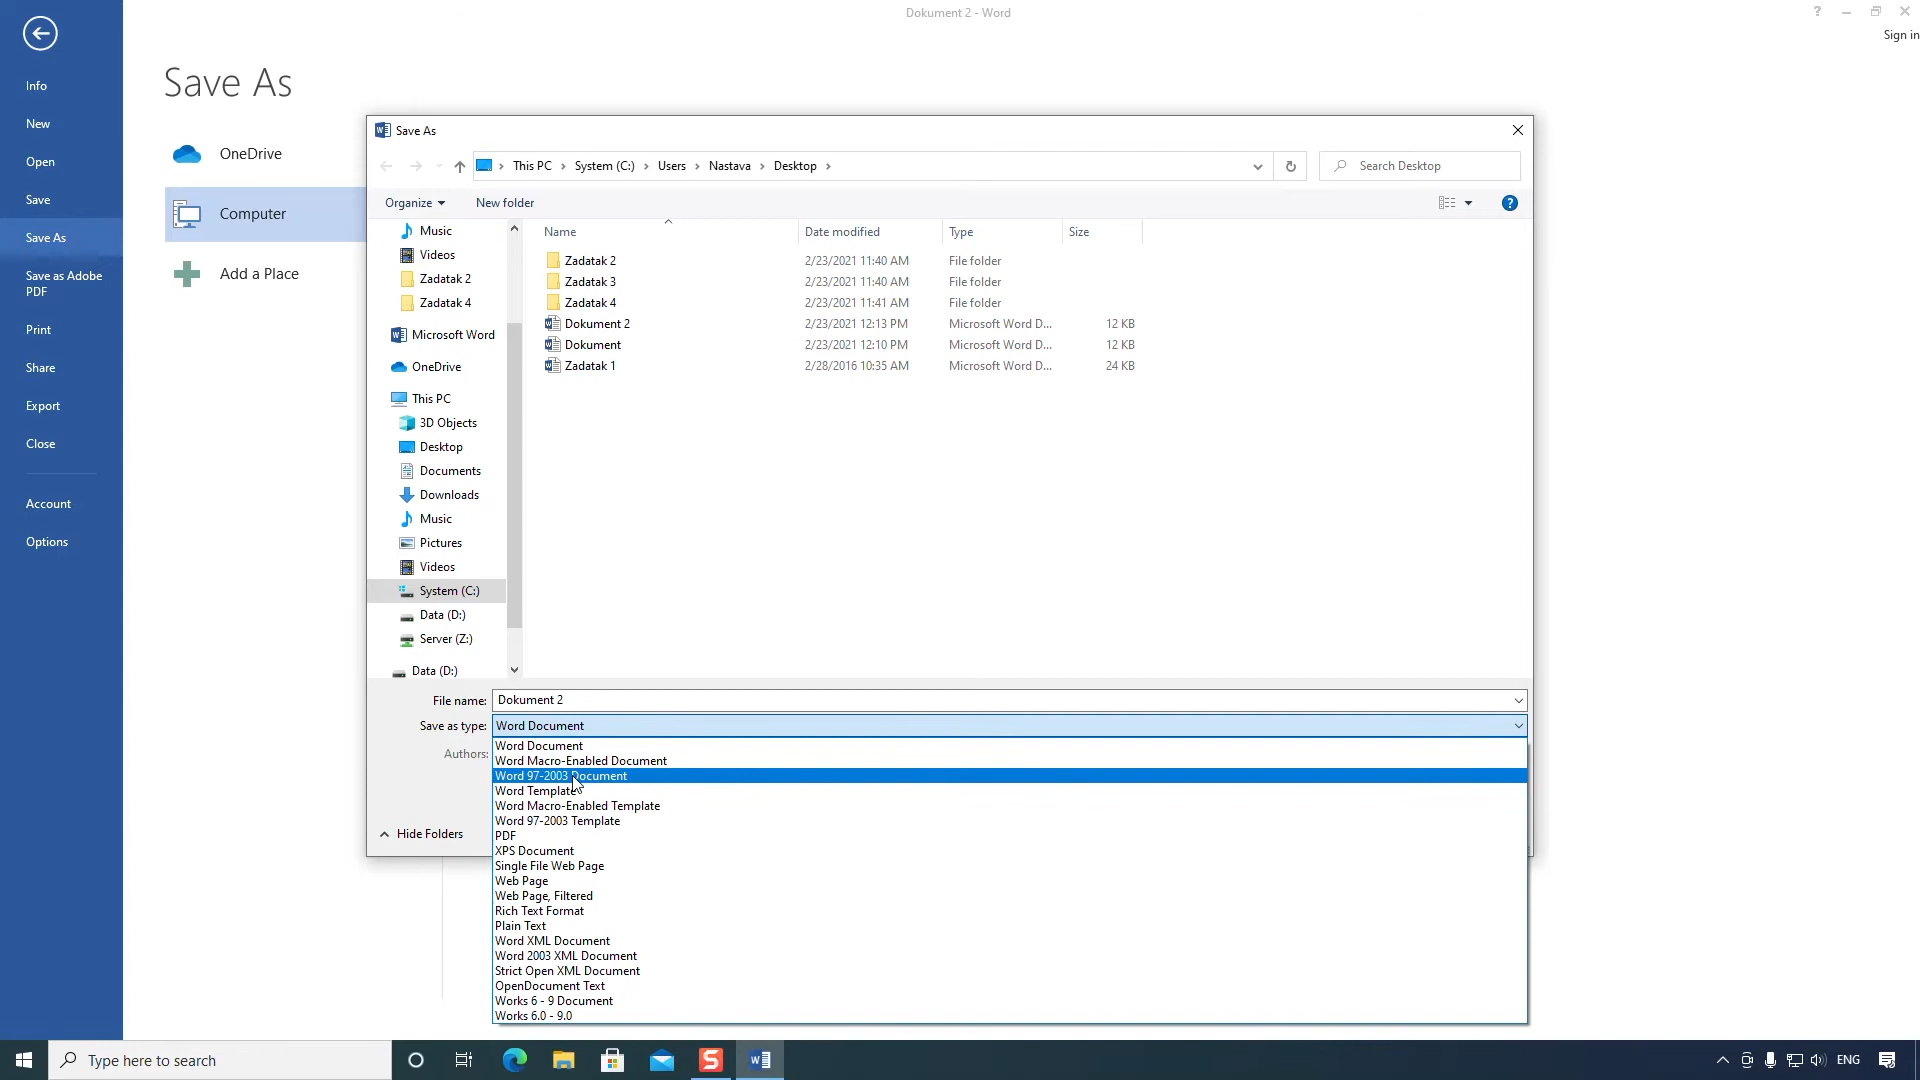 Dokument 2 - Word
?
Sign in
Info
New
Open
Save
Save As
Save as Adobe
PDF
Print
Share
Export
Close
Account
Options
Save As
OneDrive
Computer
Add a Place
Save As
This PC › System (C:) › Users › Nastava › Desktop ›
Search Desktop
Organize
New folder
?
Music
Videos
Zadatak 2
Zadatak 4
Microsoft Word
OneDrive
This PC
3D Objects
Desktop
Documents
Downloads
Music
Pictures
Videos
System (C:)
Data (D:)
Server (Z:)
Data (D:)
Name Date modified Type Size
Zadatak 2 2/23/2021 11:40 AM File folder
Zadatak 3 2/23/2021 11:40 AM File folder
Zadatak 4 2/23/2021 11:41 AM File folder
Dokument 2 2/23/2021 12:13 PM Microsoft Word D... 12 KB
Dokument 2/23/2021 12:10 PM Microsoft Word D... 12 KB
Zadatak 1 2/28/2016 10:35 AM Microsoft Word D... 24 KB
File name: Dokument 2
Save as type: Word Document
Authors:
Word Document
Word Macro-Enabled Document
Word 97-2003 Document
Word Template
Word Macro-Enabled Template
Word 97-2003 Template
PDF
XPS Document
Single File Web Page
Web Page
Web Page, Filtered
Rich Text Format
Plain Text
Word XML Document
Word 2003 XML Document
Strict Open XML Document
OpenDocument Text
Works 6 - 9 Document
Works 6.0 - 9.0
Hide Folders
Type here to search
ENG